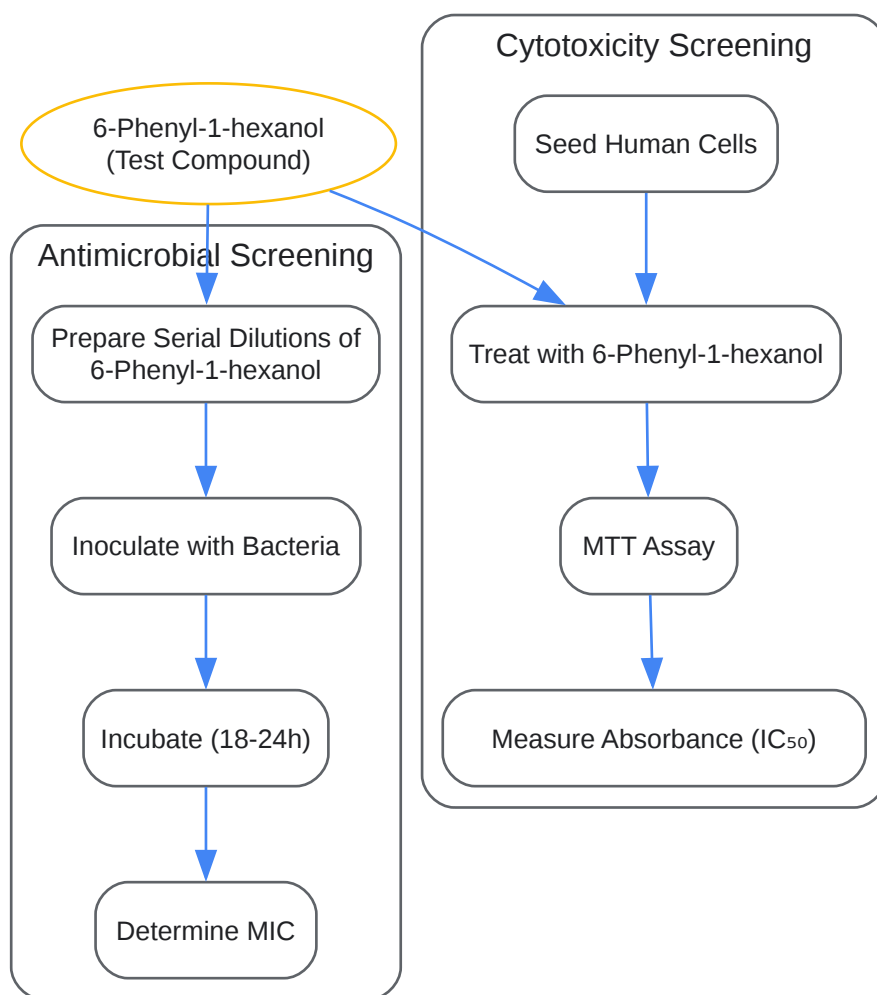 6-Phenyl-1-hexanol
(Test Compound)
Antimicrobial Screening
Prepare Serial Dilutions of
6-Phenyl-1-hexanol
Inoculate with Bacteria
Incubate (18-24h)
Determine MIC
Cytotoxicity Screening
Seed Human Cells
Treat with 6-Phenyl-1-hexanol
MTT Assay
Measure Absorbance (IC₅₀)